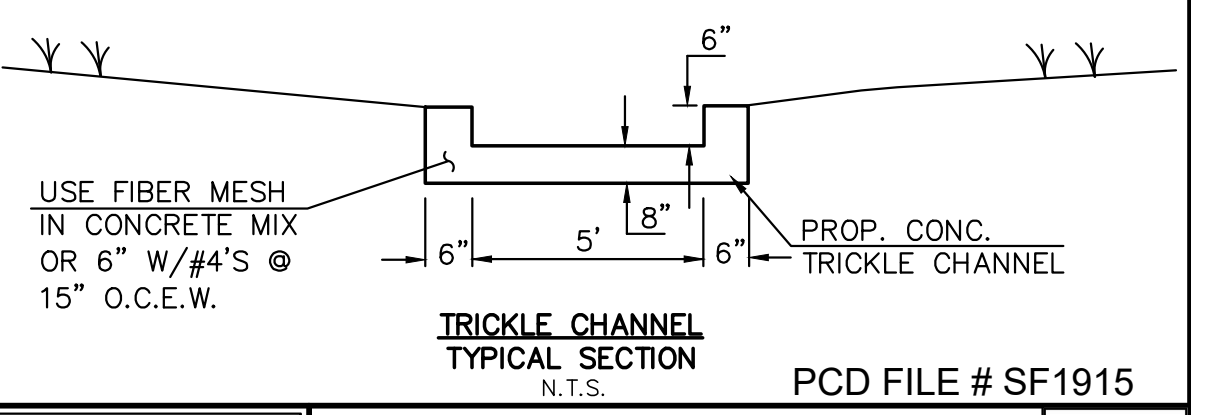 6”
USE FIBER MESH
IN CONCRETE MIX
OR 6” W/#4'S @
15” O.C.E.W.
6”
5'
8”
6”
PROP. CONC.
TRICKLE CHANNEL
TRICKLE CHANNEL
TYPICAL SECTION
N.T.S.
PCD FILE # SF1915